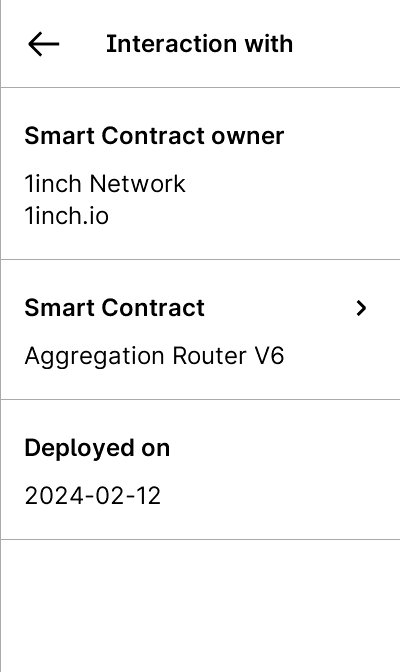 Interaction with
Smart Contract owner
1inch Network
1inch.io
Smart Contract
Aggregation Router V6
Deployed on
2024-02-12